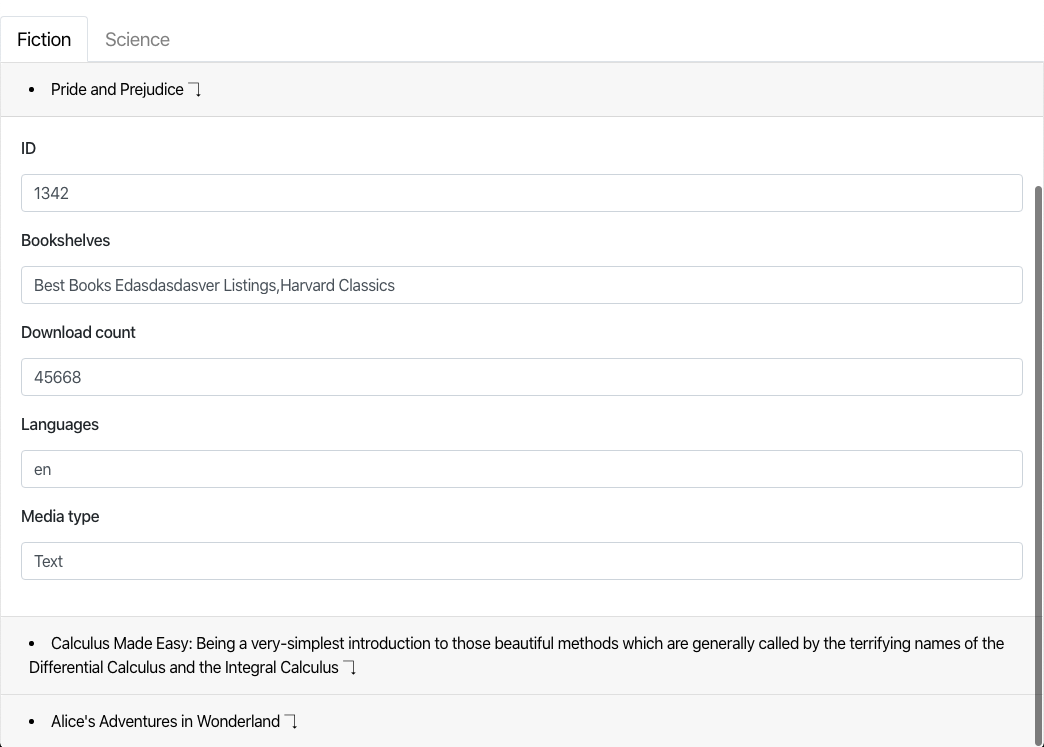 Fiction
Science
• Pride and Prejudice ⤵
ID
1342
Bookshelves
Best Books Edasdasdasver Listings,Harvard Classics
Download count
45668
Languages
en
Media type
Text
• Calculus Made Easy: Being a very-simplest introduction to those beautiful methods which are generally called by the terrifying names of the
Differential Calculus and the Integral Calculus ⤵
• Alice's Adventures in Wonderland ⤵